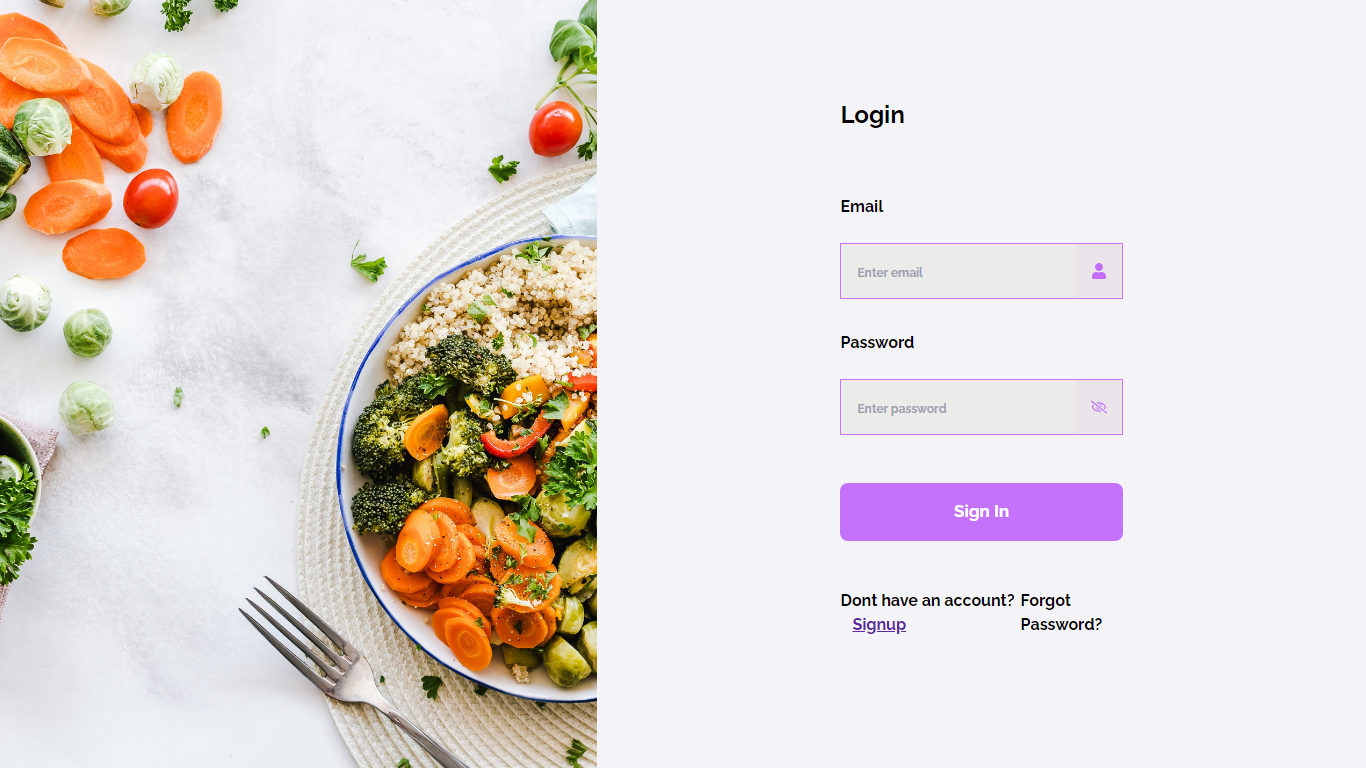 Login
Email
Enter email
Password
Enter password
Sign In
Dont have an account? Forgot
Signup Password?